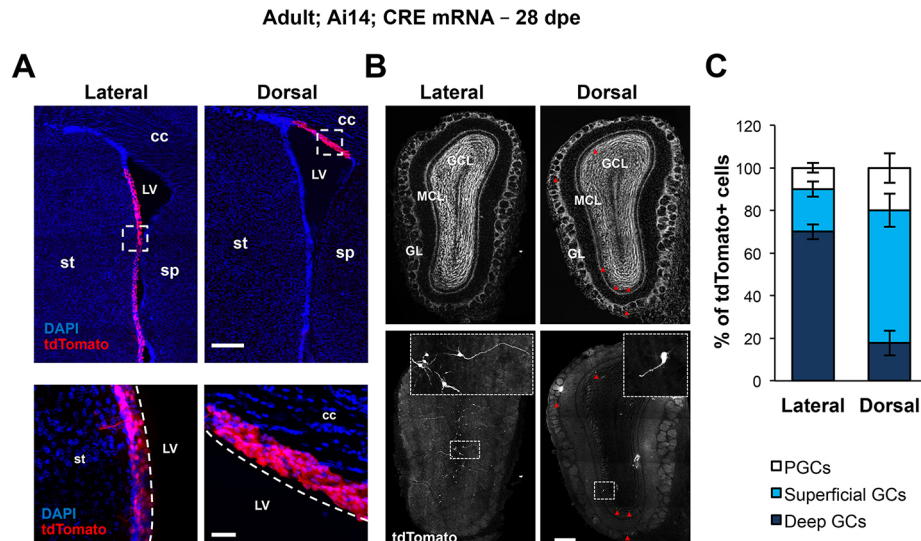 Adult; Ai14; CRE mRNA – 28 dpe
A
Lateral
Dorsal
cc
LV
st
sp
DAPI
tdTomato
cc
LV
st
sp
st
LV
DAPI
tdTomato
cc
LV
B
Lateral
Dorsal
GCL
MCL
GL
GCL
MCL
GL
tdTomato
C
% of tdTomato+ cells
120
100
80
60
40
20
0
Lateral
Dorsal
PGCs
Superficial GCs
Deep GCs